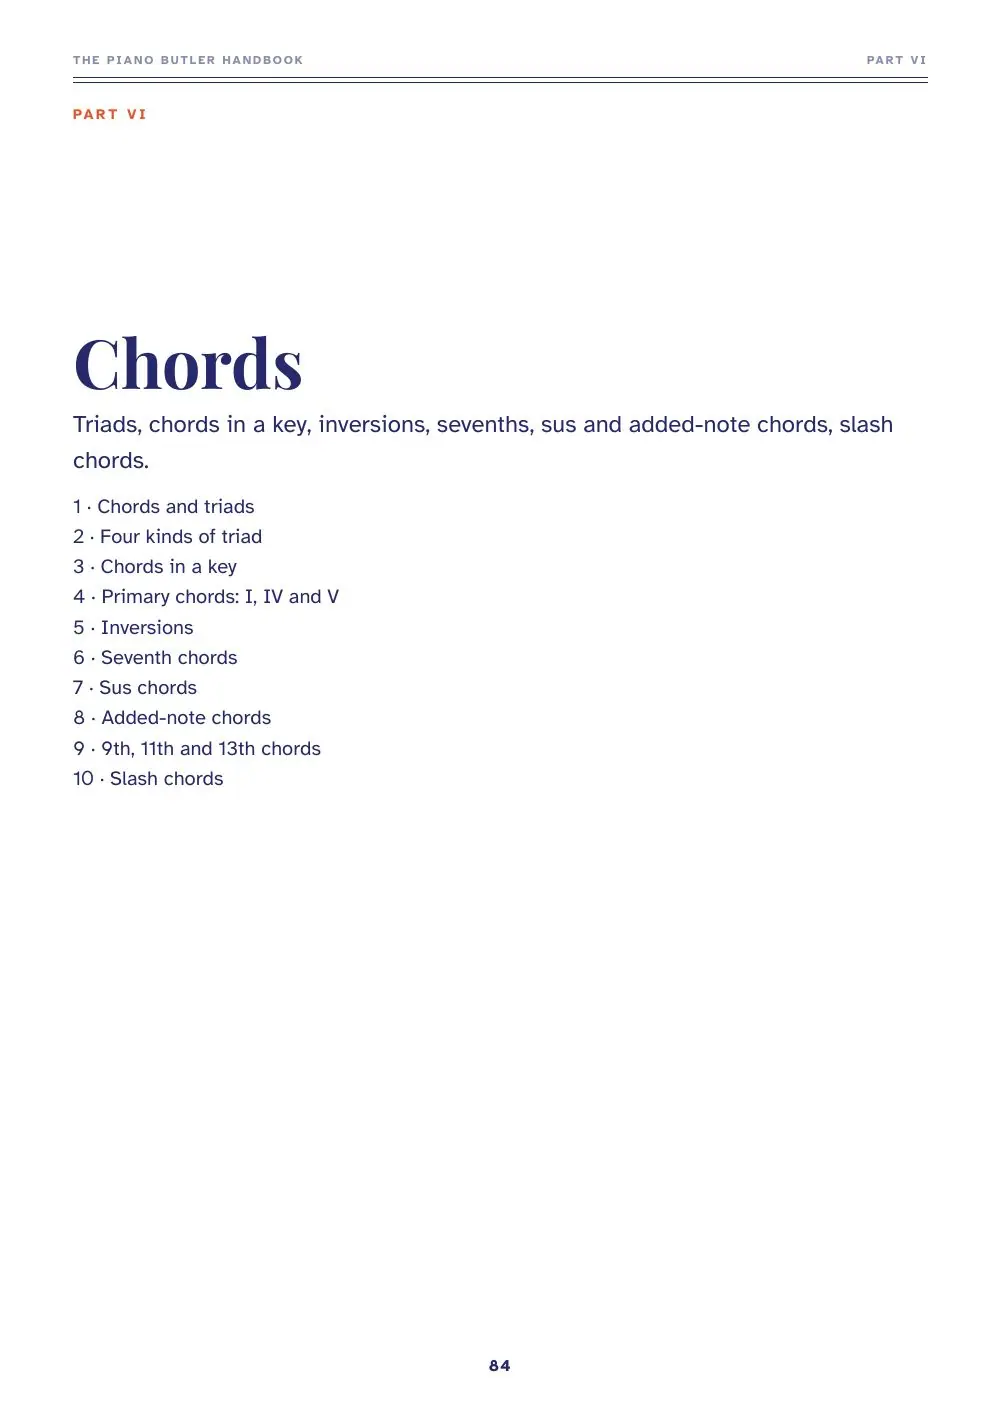 THE PIANO BUTLER HANDBOOK PART VI
PART VI
Chords
Triads, chords in a key, inversions, sevenths, sus and added-note chords, slash
chords.
1 · Chords and triads
2 · Four kinds of triad
3 · Chords in a key
4 · Primary chords: I, IV and V
5 · Inversions
6 · Seventh chords
7 · Sus chords
8 · Added-note chords
9 · 9th, 11th and 13th chords
10 · Slash chords
84